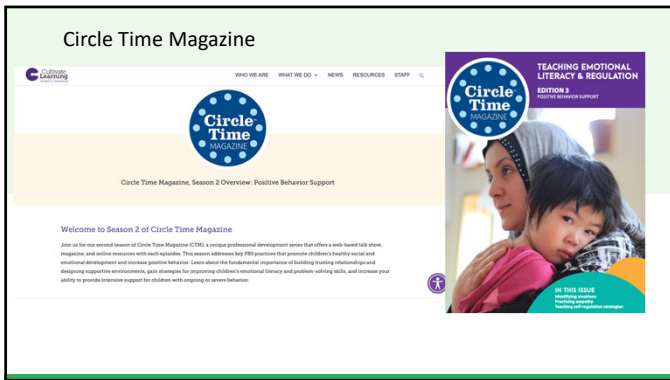 Circle Time Magazine
Cultivate
Learning
WHO WE ARE WHAT WE DO NEWS RESOURCES STAFF
Circle
Time
MAGAZINE
Circle Time Magazine, Season 2 Overview: Positive Behavior Support
Welcome to Season 2 of Circle Time Magazine
Join us for our second season of Circle Time Magazine (CTM), a unique professional development series that offers a web-based talk show,
magazine, and online resources with each episodes. This season addresses key PBS practices that promote children's healthy social and
emotional development and increase positive behavior. Learn about the fundamental importance of building trusting relationships and
designing supportive environments, gain strategies for improving children's emotional literacy and problem-solving skills, and increase your
ability to provide intensive support for children with ongoing or severe behavior.
Circle
Time
MAGAZINE
TEACHING EMOTIONAL
LITERACY & REGULATION
EDITION 3
POSITIVE BEHAVIOR SUPPORT
IN THIS ISSUE
Identifying emotions
Practicing empathy
Teaching self-regulation strategies